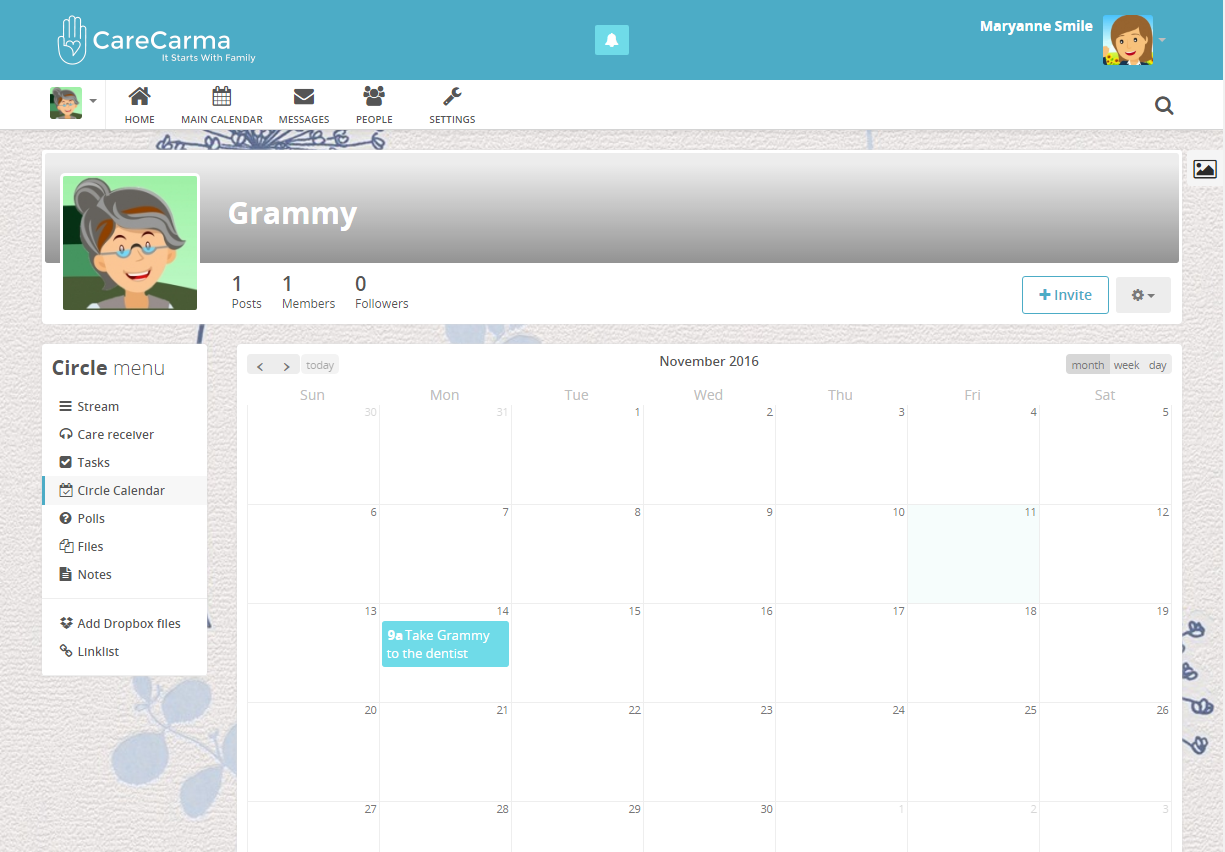 CareCarma
It Starts With Family
Maryanne Smile
HOME
MAIN CALENDAR
MESSAGES
PEOPLE
SETTINGS
Grammy
1 1 0
Posts Members Followers
Invite
Circle menu
Stream
Care receiver
Tasks
Circle Calendar
Polls
Files
Notes
Add Dropbox files
Linklist
today
November 2016
month week day
Sun Mon Tue Wed Thu Fri Sat
30 31 1 2 3 4 5
6 7 8 9 10 11 12
13 14 15 16 17 18 19
9a Take Grammy
to the dentist
20 21 22 23 24 25 26
27 28 29 30 1 2 3